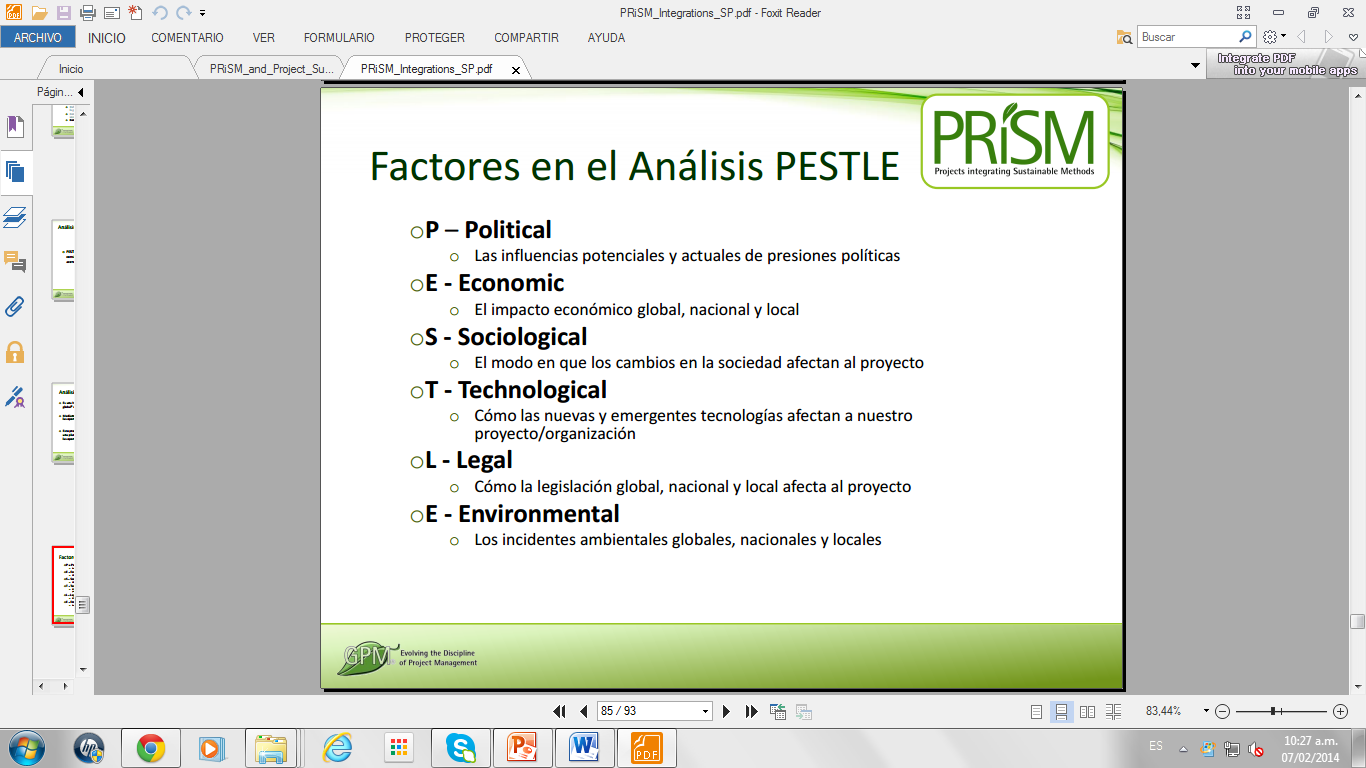 PRiSM_Integrations_SP.pdf - Foxit Reader
ARCHIVO INICIO COMENTARIO VER FORMULARIO PROTEGER COMPARTIR AYUDA
Buscar
Inicio PRiSM_and_Project_Su... PRiSM_Integrations_SP.pdf
Integrate PDF
into your mobile apps
Págin...
PRiSM
Projects integrating Sustainable Methods
Factores en el Análisis PESTLE
P – Political
Las influencias potenciales y actuales de presiones políticas
E - Economic
El impacto económico global, nacional y local
S - Sociological
El modo en que los cambios en la sociedad afectan al proyecto
T - Technological
Cómo las nuevas y emergentes tecnologías afectan a nuestro
proyecto/organización
L - Legal
Cómo la legislación global, nacional y local afecta al proyecto
E - Environmental
Los incidentes ambientales globales, nacionales y locales
GPM
Evolving the Discipline
of Project Management
85 / 93
83,44%
ES
10:27 a.m.
07/02/2014